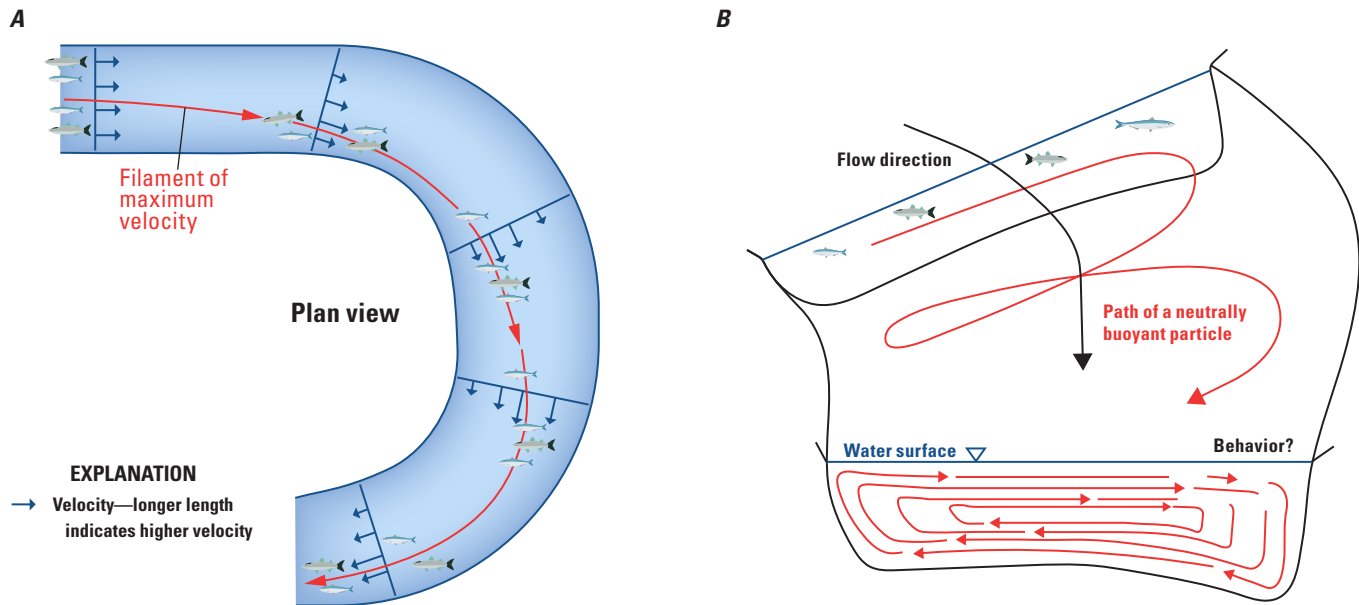 A
Filament of
maximum
velocity
Plan view
EXPLANATION
Velocity—longer length
indicates higher velocity
B
Flow direction
Path of a neutrally
buoyant particle
Water surface
Behavior?